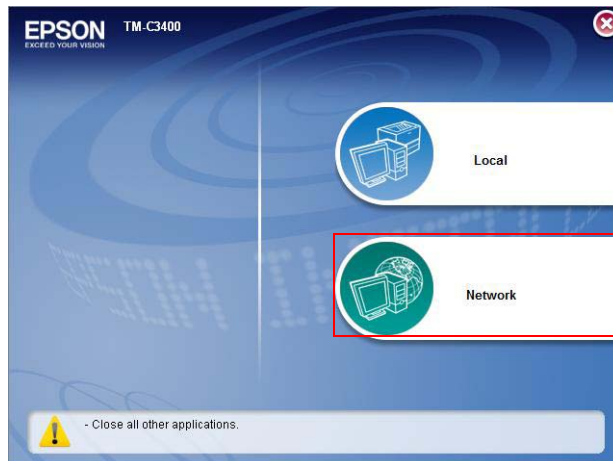 EPSON
EXCEED YOUR VISION
TM-C3400
Local
Network
- Close all other applications.